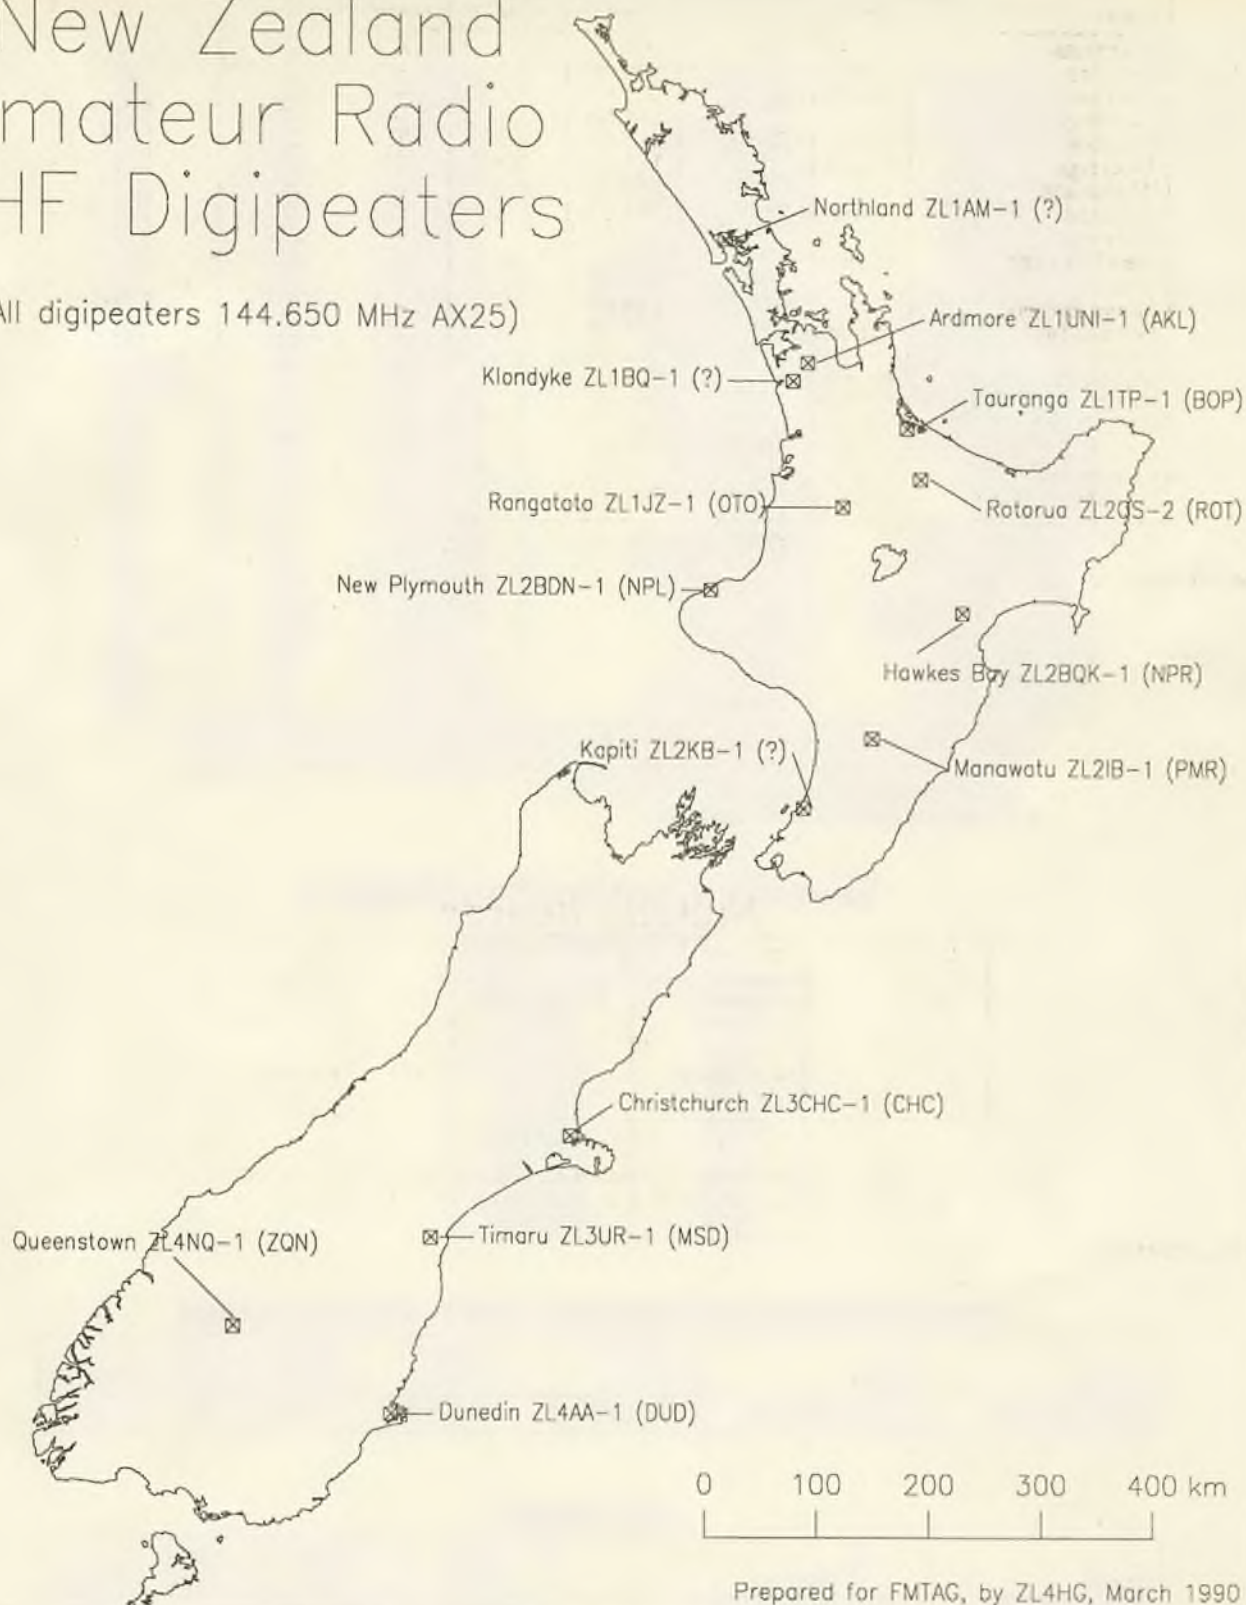 New Zealand
mateur Radio
HF Digipeaters
All digipeaters 144.650 MHz AX25)
Northland ZL1AM-1 (?)
Ardmore ZL1UNI-1 (AKL)
Klondyke ZL1BQ-1 (?)
Tauranga ZL1TP-1 (BOP)
Rangatoto ZL1JZ-1 (OTO)
Rotorua ZL2QS-2 (ROT)
New Plymouth ZL2BDN-1 (NPL)
Hawkes Bay ZL2BQK-1 (NPR)
Kapiti ZL2KB-1 (?)
Manawatu ZL2IB-1 (PMR)
Christchurch ZL3CHC-1 (CHC)
Queenstown ZL4NQ-1 (ZQN)
Timaru ZL3UR-1 (MSD)
Dunedin ZL4AA-1 (DUD)
0 100 200 300 400 km
Prepared for FMTAG, by ZL4HG, March 1990